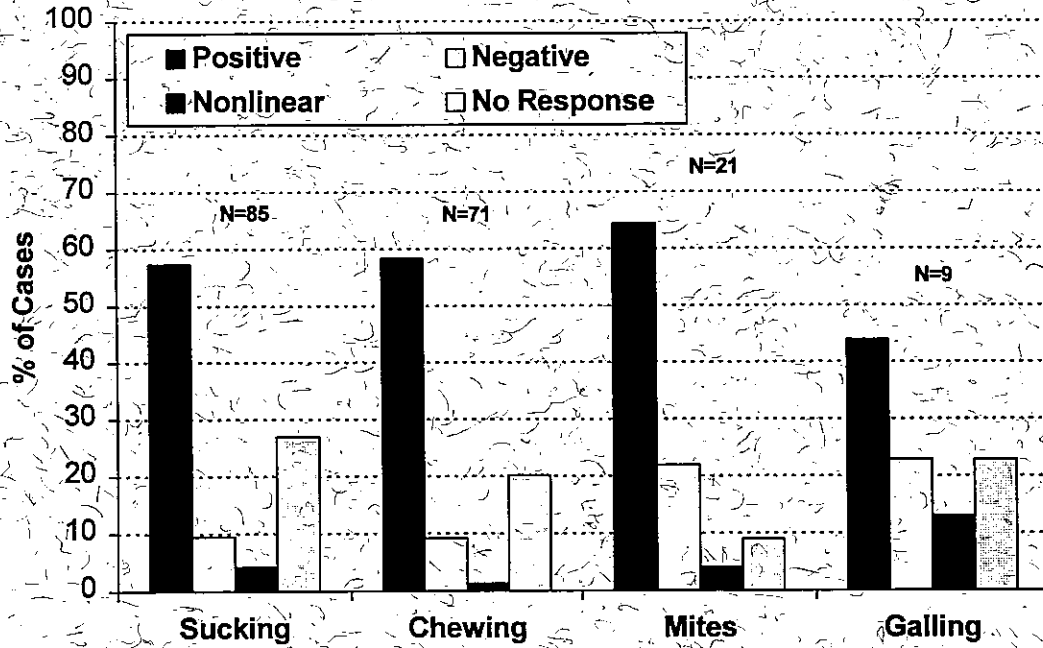 100
90
80
70
60
50
40
30
20
10
0
% of Cases
Positive
Negative
Nonlinear
No Response
N=85
N=71
N=21
N=9
Sucking
Chewing
Mites
Galling